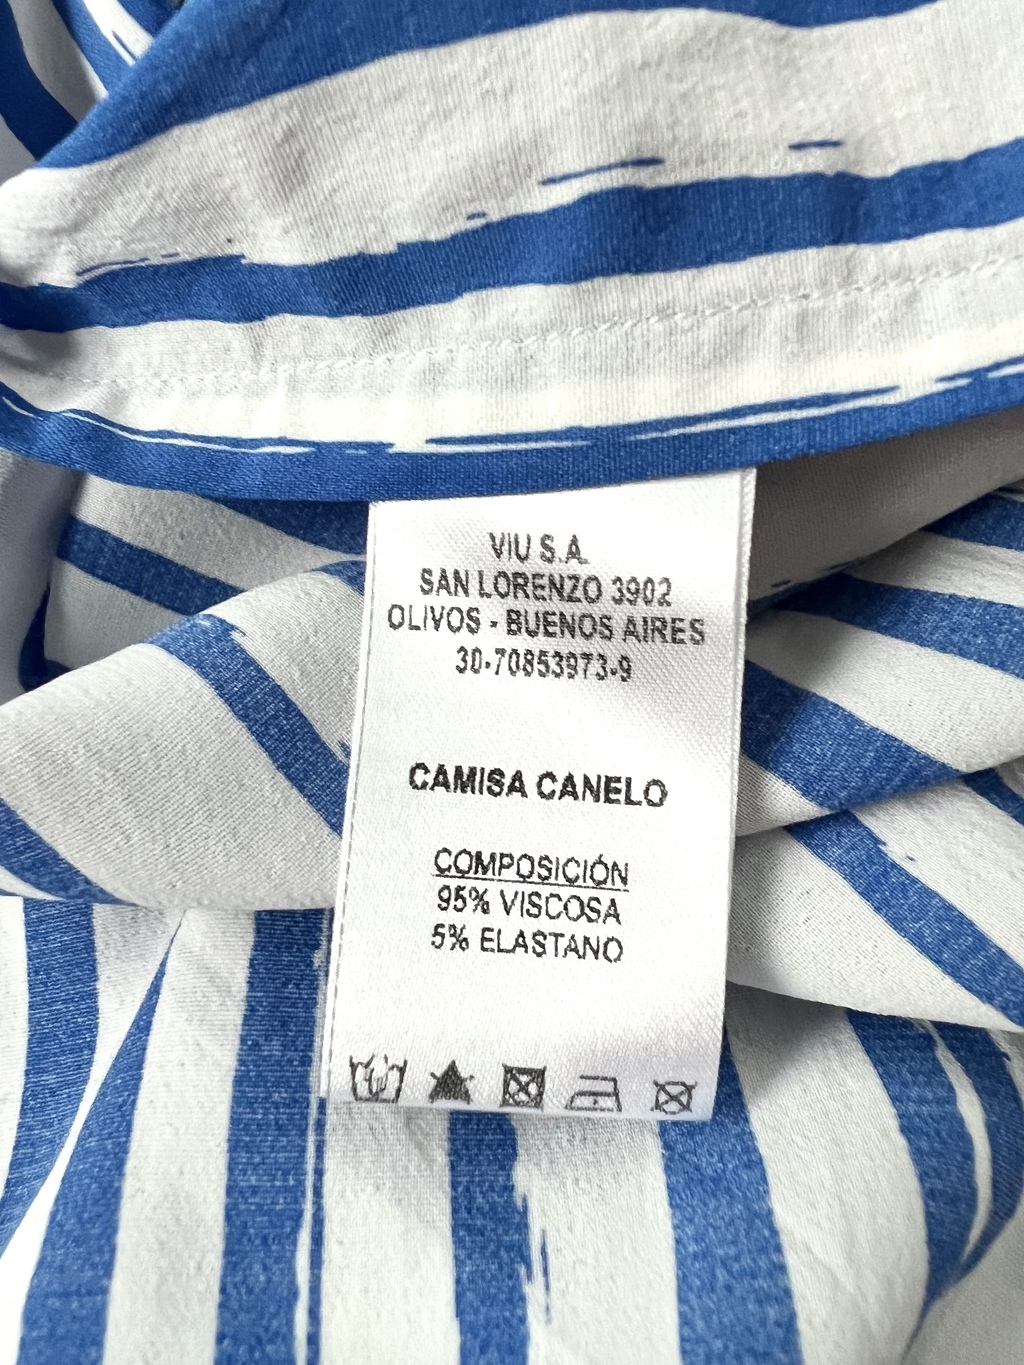 VIU S.A.
SAN LORENZO 3902
OLIVOS - BUENOS AIRES
30-70853973-9
CAMISA CANELO
COMPOSICIÓN
95% VISCOSA
5% ELASTANO